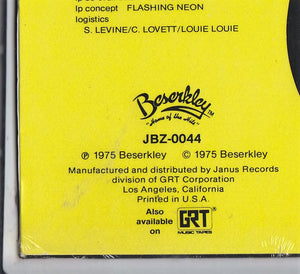 lp concept FLASHING NEON
logistics
S. LEVINE/C. LOVETT/LOUIE LOUIE
Beserkley TM
"Home of the Hits"
JBZ-0044
℗ 1975 Beserkley © 1975 Beserkley
Manufactured and distributed by Janus Records
division of GRT Corporation
Los Angeles, California
Printed in U.S.A.
Also
available
on
GRT
MUSIC TAPES